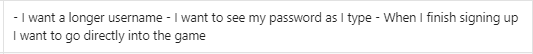 - I want a longer username - I want to see my password as I type - When I finish signing up
I want to go directly into the game